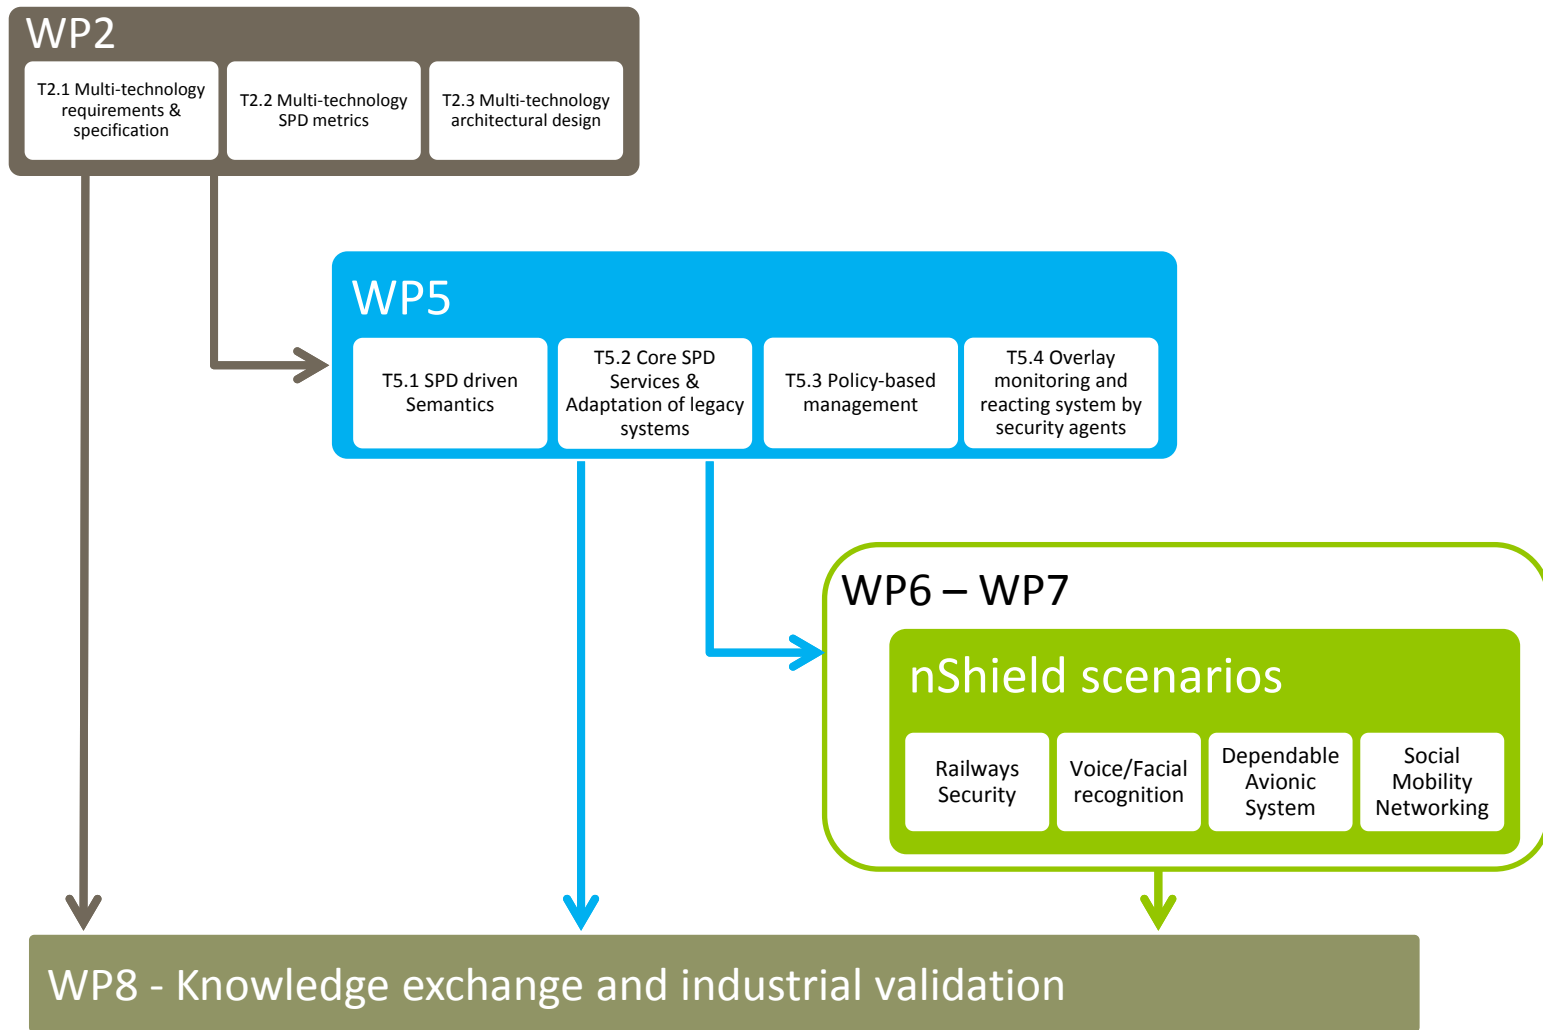 WP2
T2.1 Multi-technology
requirements &
specification
T2.2 Multi-technology
SPD metrics
T2.3 Multi-technology
architectural design
WP5
T5.1 SPD driven
Semantics
T5.2 Core SPD
Services &
Adaptation of legacy
systems
T5.3 Policy-based
management
T5.4 Overlay
monitoring and
reacting system by
security agents
WP6 – WP7
nShield scenarios
Railways
Security
Voice/Facial
recognition
Dependable
Avionic
System
Social
Mobility
Networking
WP8 - Knowledge exchange and industrial validation